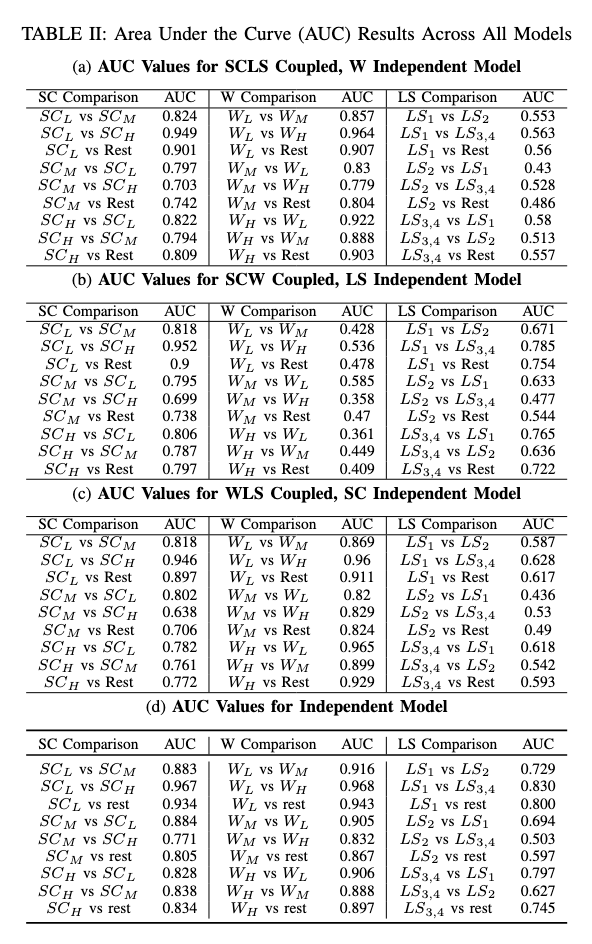 TABLE II: Area Under the Curve (AUC) Results Across All Models
(a) AUC Values for SCLS Coupled, W Independent Model
SC Comparison AUC W Comparison AUC LS Comparison AUC
SC_L vs SC_M 0.824 W_L vs W_M 0.857 LS_1 vs LS_2 0.553
SC_L vs SC_H 0.949 W_L vs W_H 0.964 LS_1 vs LS_{3,4} 0.563
SC_L vs Rest 0.901 W_L vs Rest 0.907 LS_1 vs Rest 0.56
SC_M vs SC_L 0.797 W_M vs W_L 0.83 LS_2 vs LS_1 0.43
SC_M vs SC_H 0.703 W_M vs W_H 0.779 LS_2 vs LS_{3,4} 0.528
SC_M vs Rest 0.742 W_M vs Rest 0.804 LS_2 vs Rest 0.486
SC_H vs SC_L 0.822 W_H vs W_L 0.922 LS_{3,4} vs LS_1 0.58
SC_H vs SC_M 0.794 W_H vs W_M 0.888 LS_{3,4} vs LS_2 0.513
SC_H vs Rest 0.809 W_H vs Rest 0.903 LS_{3,4} vs Rest 0.557
(b) AUC Values for SCW Coupled, LS Independent Model
SC Comparison AUC W Comparison AUC LS Comparison AUC
SC_L vs SC_M 0.818 W_L vs W_M 0.428 LS_1 vs LS_2 0.671
SC_L vs SC_H 0.952 W_L vs W_H 0.536 LS_1 vs LS_{3,4} 0.785
SC_L vs Rest 0.9 W_L vs Rest 0.478 LS_1 vs Rest 0.754
SC_M vs SC_L 0.795 W_M vs W_L 0.585 LS_2 vs LS_1 0.633
SC_M vs SC_H 0.699 W_M vs W_H 0.358 LS_2 vs LS_{3,4} 0.477
SC_M vs Rest 0.738 W_M vs Rest 0.47 LS_2 vs Rest 0.544
SC_H vs SC_L 0.806 W_H vs W_L 0.361 LS_{3,4} vs LS_1 0.765
SC_H vs SC_M 0.787 W_H vs W_M 0.449 LS_{3,4} vs LS_2 0.636
SC_H vs Rest 0.797 W_H vs Rest 0.409 LS_{3,4} vs Rest 0.722
(c) AUC Values for WLS Coupled, SC Independent Model
SC Comparison AUC W Comparison AUC LS Comparison AUC
SC_L vs SC_M 0.818 W_L vs W_M 0.869 LS_1 vs LS_2 0.587
SC_L vs SC_H 0.946 W_L vs W_H 0.96 LS_1 vs LS_{3,4} 0.628
SC_L vs Rest 0.897 W_L vs Rest 0.911 LS_1 vs Rest 0.617
SC_M vs SC_L 0.802 W_M vs W_L 0.82 LS_2 vs LS_1 0.436
SC_M vs SC_H 0.638 W_M vs W_H 0.829 LS_2 vs LS_{3,4} 0.53
SC_M vs Rest 0.706 W_M vs Rest 0.824 LS_2 vs Rest 0.49
SC_H vs SC_L 0.782 W_H vs W_L 0.965 LS_{3,4} vs LS_1 0.618
SC_H vs SC_M 0.761 W_H vs W_M 0.899 LS_{3,4} vs LS_2 0.542
SC_H vs Rest 0.772 W_H vs Rest 0.929 LS_{3,4} vs Rest 0.593
(d) AUC Values for Independent Model
SC Comparison AUC W Comparison AUC LS Comparison AUC
SC_L vs SC_M 0.883 W_L vs W_M 0.916 LS_1 vs LS_2 0.729
SC_L vs SC_H 0.967 W_L vs W_H 0.968 LS_1 vs LS_{3,4} 0.830
SC_L vs rest 0.934 W_L vs rest 0.943 LS_1 vs rest 0.800
SC_M vs SC_L 0.884 W_M vs W_L 0.905 LS_2 vs LS_1 0.694
SC_M vs SC_H 0.771 W_M vs W_H 0.832 LS_2 vs LS_{3,4} 0.503
SC_M vs rest 0.805 W_M vs rest 0.867 LS_2 vs rest 0.597
SC_H vs SC_L 0.828 W_H vs W_L 0.906 LS_{3,4} vs LS_1 0.797
SC_H vs SC_M 0.838 W_H vs W_M 0.888 LS_{3,4} vs LS_2 0.627
SC_H vs rest 0.834 W_H vs rest 0.897 LS_{3,4} vs rest 0.745